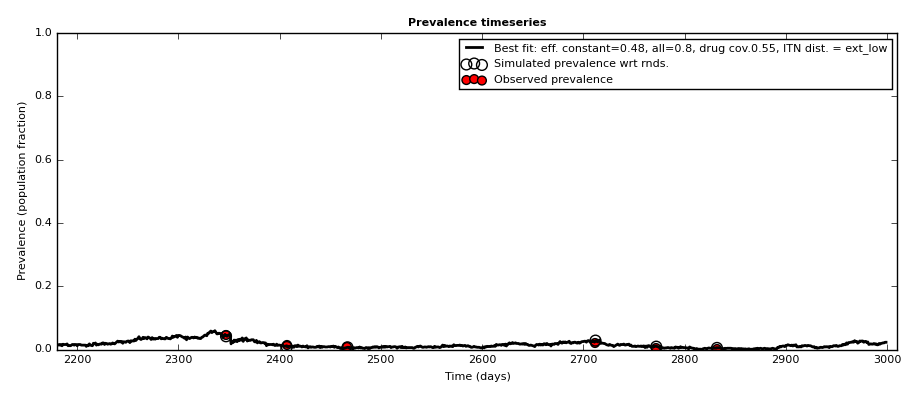 Prevalence timeseries
1.0
0.8
0.6
0.4
0.2
0.0
Prevalence (population fraction)
Best fit: eff. constant=0.48, all=0.8, drug cov.0.55, ITN dist. = ext_low
Simulated prevalence wrt rnds.
Observed prevalence
2200 2300 2400 2500 2600 2700 2800 2900 3000
Time (days)